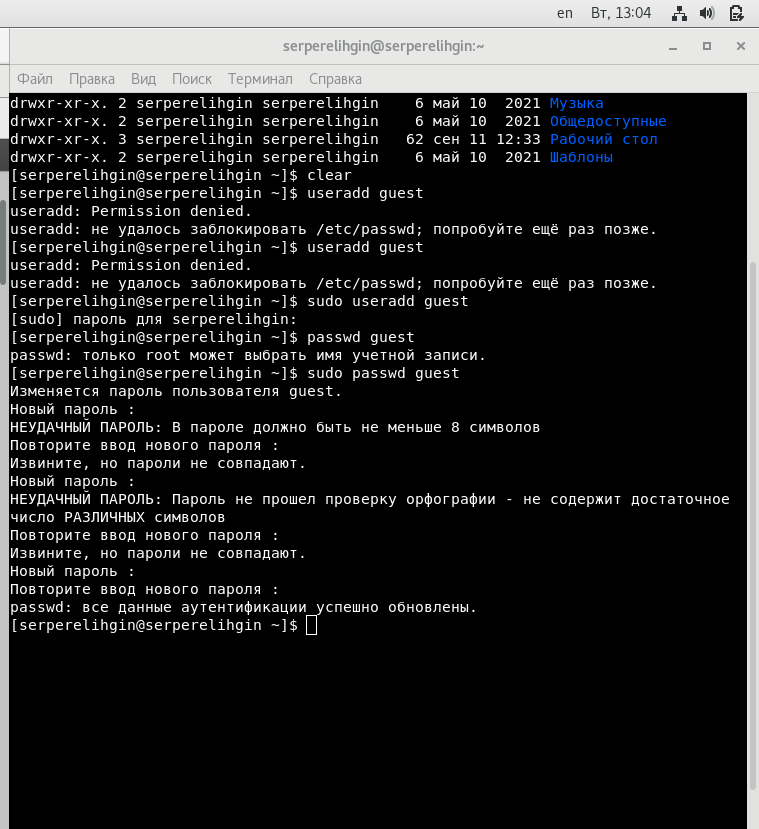 en Вт, 13:04
serperelihgin@serperelihgin:~
Файл Правка Вид Поиск Терминал Справка
drwxr-xr-x. 2 serperelihgin serperelihgin    6 май 10  2021 Музыка
drwxr-xr-x. 2 serperelihgin serperelihgin    6 май 10  2021 Общедоступные
drwxr-xr-x. 3 serperelihgin serperelihgin   62 сен 11 12:33 Рабочий стол
drwxr-xr-x. 2 serperelihgin serperelihgin    6 май 10  2021 Шаблоны
[serperelihgin@serperelihgin ~]$ clear
[serperelihgin@serperelihgin ~]$ useradd guest
useradd: Permission denied.
useradd: не удалось заблокировать /etc/passwd; попробуйте ещё раз позже.
[serperelihgin@serperelihgin ~]$ useradd guest
useradd: Permission denied.
useradd: не удалось заблокировать /etc/passwd; попробуйте ещё раз позже.
[serperelihgin@serperelihgin ~]$ sudo useradd guest
[sudo] пароль для serperelihgin:
[serperelihgin@serperelihgin ~]$ passwd guest
passwd: только root может выбрать имя учетной записи.
[serperelihgin@serperelihgin ~]$ sudo passwd guest
Изменяется пароль пользователя guest.
Новый пароль :
НЕУДАЧНЫЙ ПАРОЛЬ: В пароле должно быть не меньше 8 символов
Повторите ввод нового пароля :
Извините, но пароли не совпадают.
Новый пароль :
НЕУДАЧНЫЙ ПАРОЛЬ: Пароль не прошел проверку орфографии - не содержит достаточное
число РАЗЛИЧНЫХ символов
Повторите ввод нового пароля :
Извините, но пароли не совпадают.
Новый пароль :
Повторите ввод нового пароля :
passwd: все данные аутентификации успешно обновлены.
[serperelihgin@serperelihgin ~]$